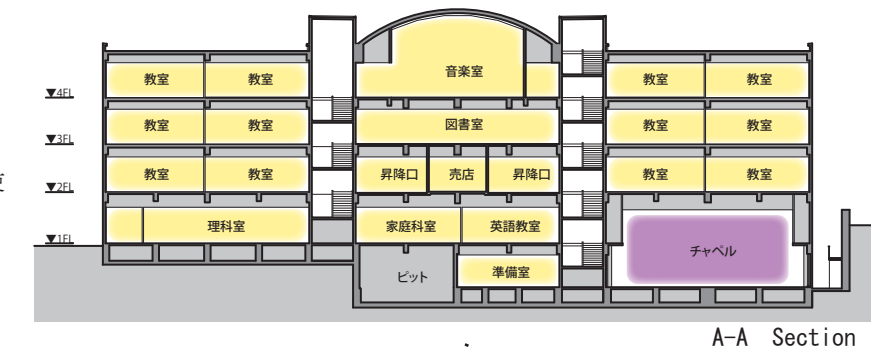 音楽室
教室 教室 教室 教室
▼4FL
教室 教室 図書室 教室 教室
▼3FL
教室 教室 昇降口 売店 昇降口 教室 教室
▼2FL
理科室 家庭科室 英語教室
▼1FL
チャペル
ピット 準備室
A-A Section